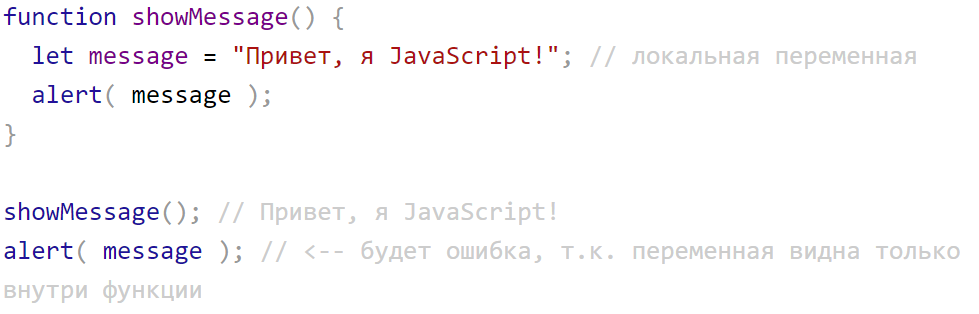 function showMessage() {
  let message = "Привет, я JavaScript!"; // локальная переменная
  alert( message );
}
showMessage(); // Привет, я JavaScript!
alert( message ); // <-- будет ошибка, т.к. переменная видна только
внутри функции